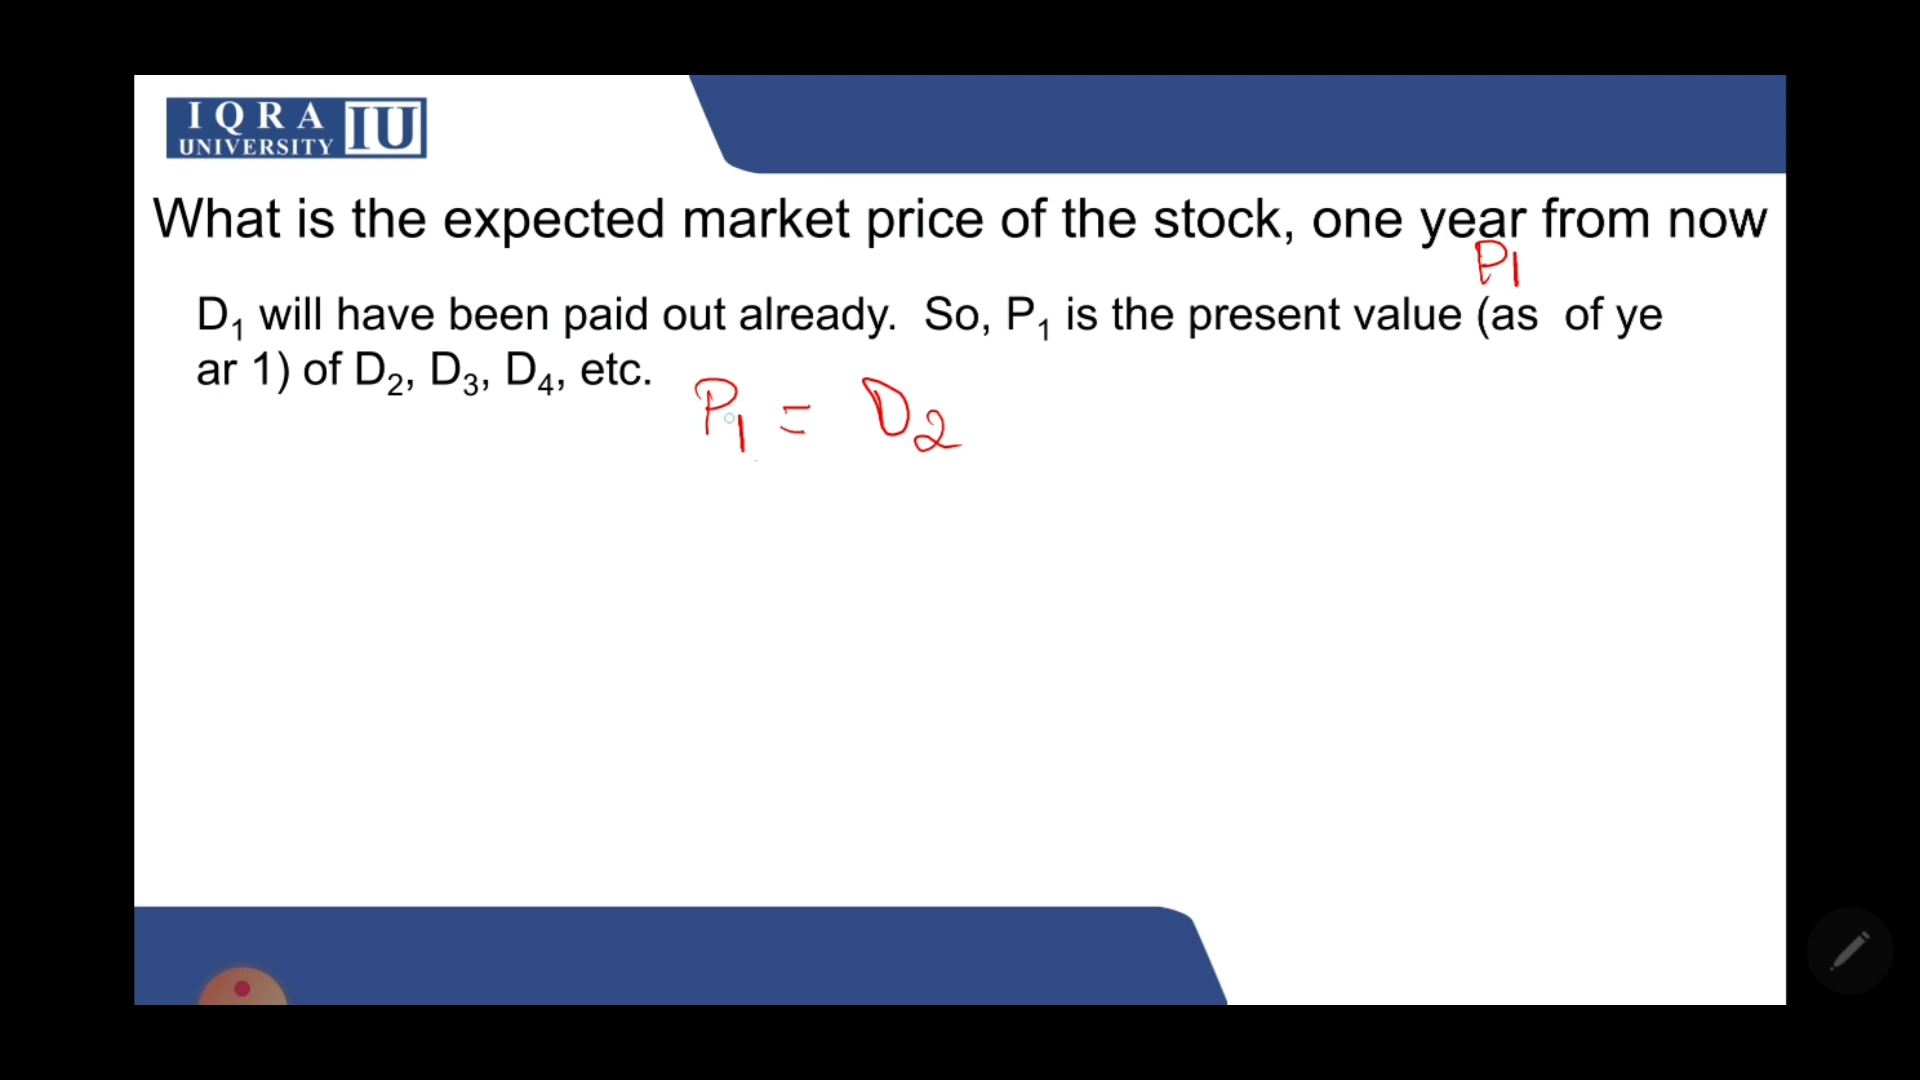 IQRA IU
UNIVERSITY
What is the expected market price of the stock, one year from now
P1
D₁ will have been paid out already. So, P₁ is the present value (as of ye
ar 1) of D₂, D₃, D₄, etc.
P1 = D2